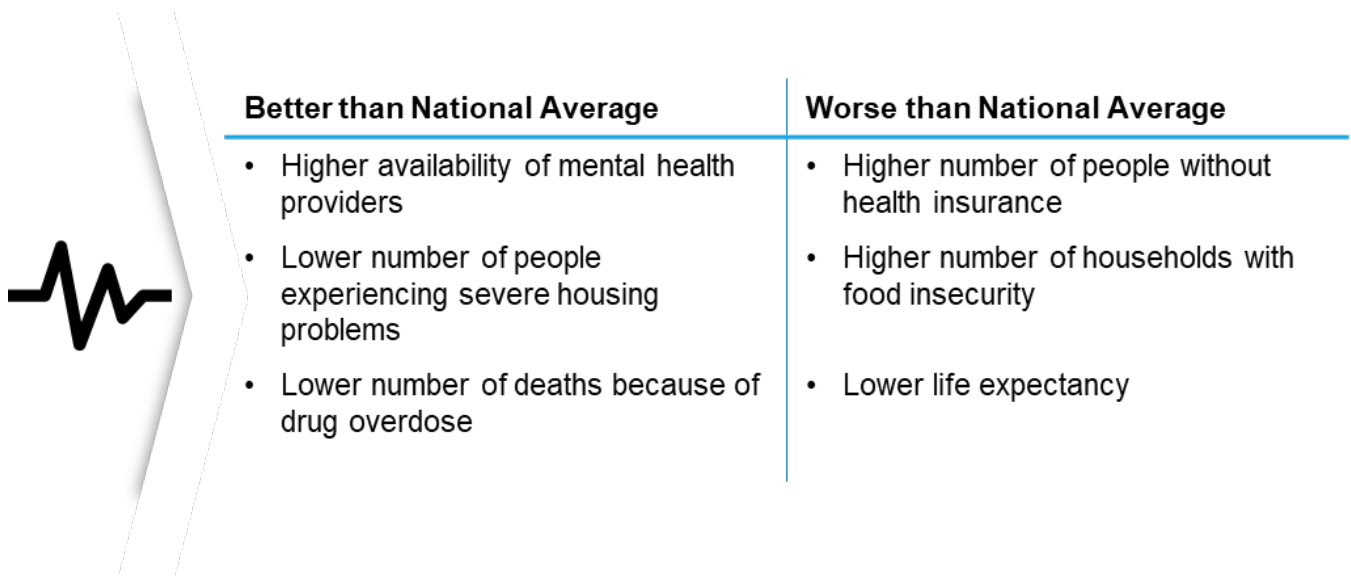 Better than National Average
Worse than National Average
• Higher availability of mental health
providers
• Higher number of people without
health insurance
• Lower number of people
experiencing severe housing
problems
• Higher number of households with
food insecurity
• Lower number of deaths because of
drug overdose
• Lower life expectancy